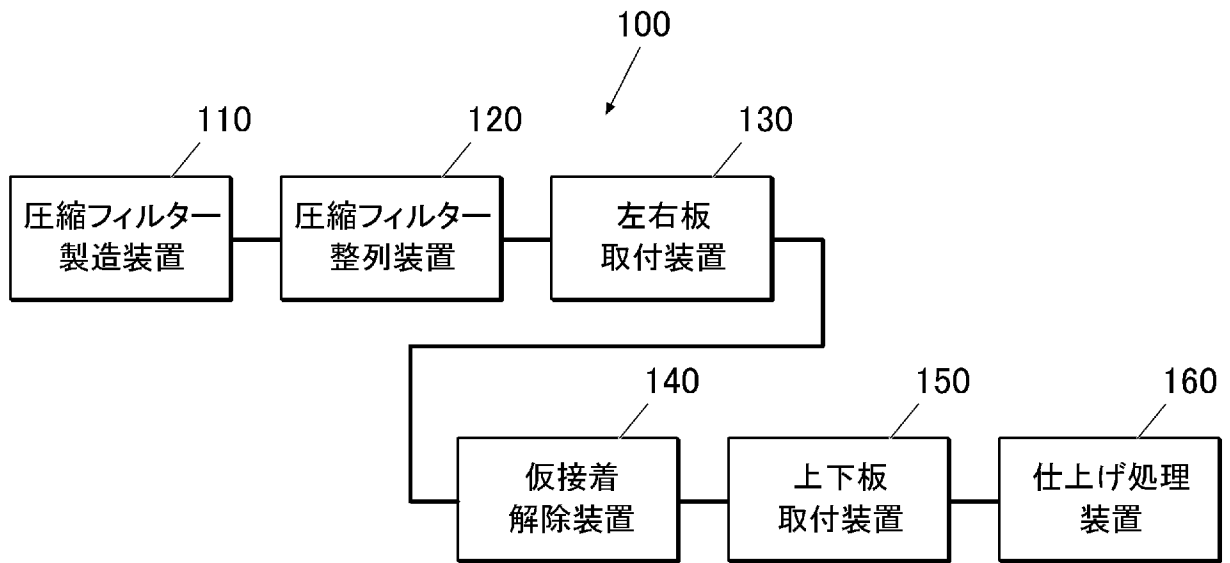 100
110
120
130
圧縮フィルター
製造装置
圧縮フィルター
整列装置
左右板
取付装置
140
150
160
仮接着
解除装置
上下板
取付装置
仕上げ処理
装置